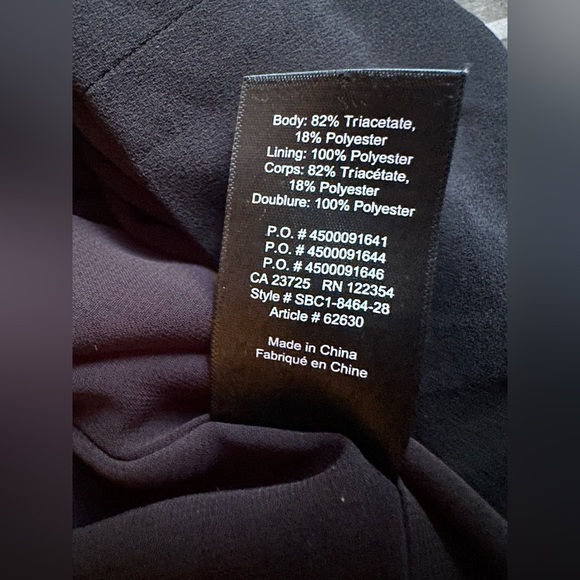 Body: 82% Triacetate,
18% Polyester
Lining: 100% Polyester
Corps: 82% Triacétate,
18% Polyester
Doublure: 100% Polyester
P.O. # 4500091641
P.O. # 4500091644
P.O. # 4500091646
CA 23725 RN 122354
Style # SBC1-8464-28
Article # 62630
Made in China
Fabriqué en Chine